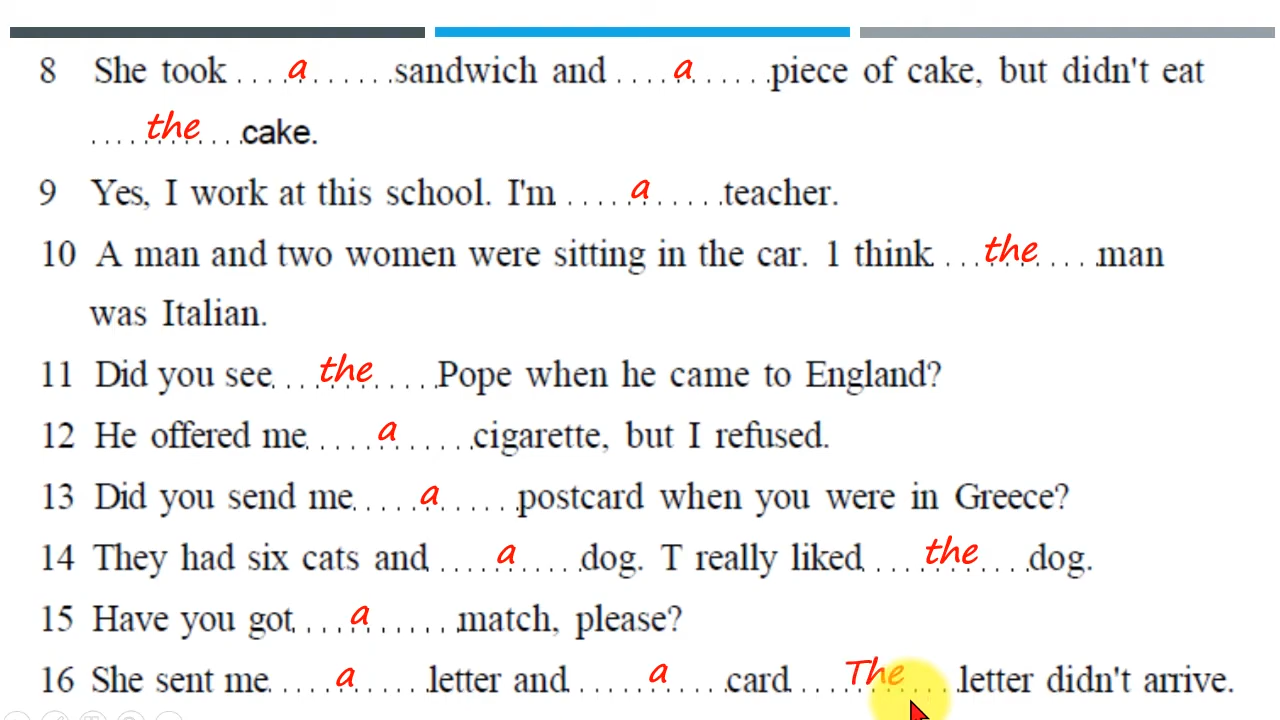 8 She took ....a......sandwich and ....a......piece of cake, but didn't eat
....the....cake.
9 Yes, I work at this school. I'm .....a......teacher.
10 A man and two women were sitting in the car. 1 think ...the....man
was Italian.
11 Did you see....the.....Pope when he came to England?
12 He offered me.....a......cigarette, but I refused.
13 Did you send me.....a......postcard when you were in Greece?
14 They had six cats and .....a.....dog. T really liked ....the....dog.
15 Have you got.....a......match, please?
16 She sent me.....a......letter and.....a.....card....The....letter didn't arrive.